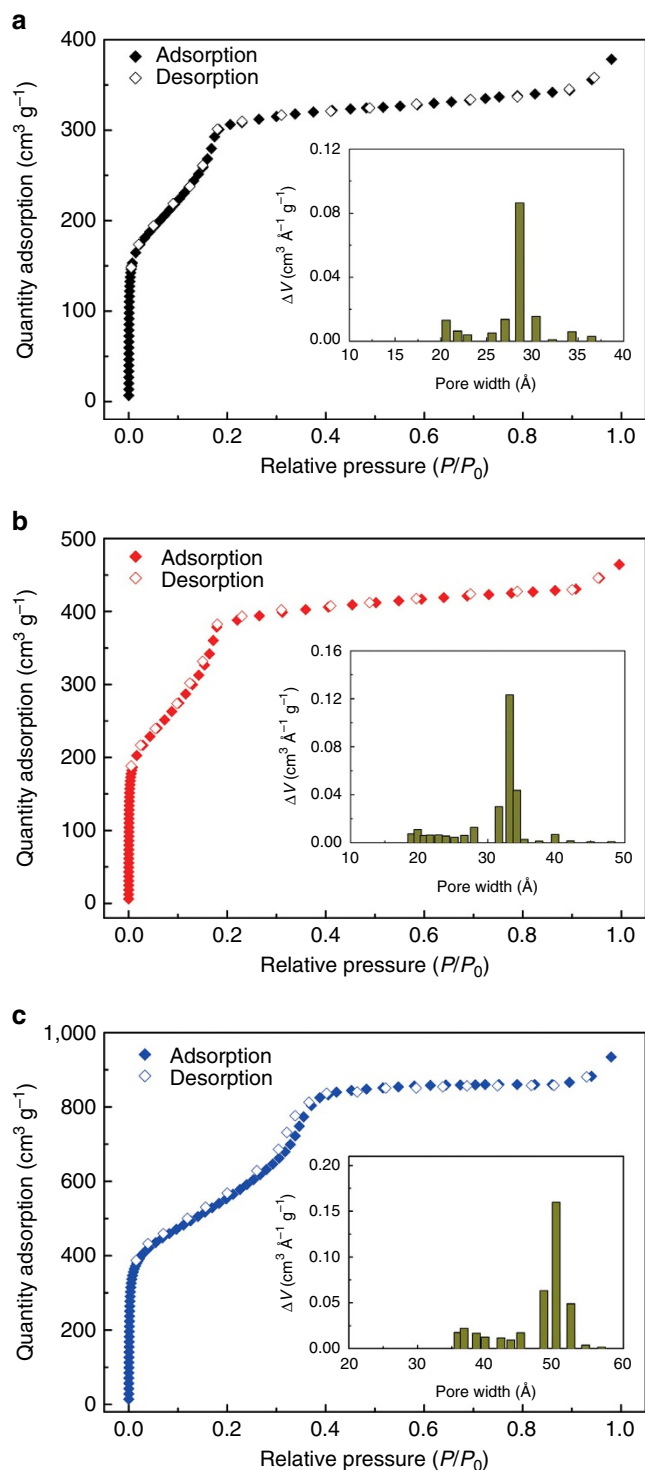 a
400
300
200
100
0
Quantity adsorption (cm³ g⁻¹)
Adsorption
Desorption
0.12
0.08
0.04
0.00
ΔV (cm³ Å⁻¹ g⁻¹)
10 15 20 25 30 35 40
Pore width (Å)
0.0 0.2 0.4 0.6 0.8 1.0
Relative pressure (P/P₀)
b
500
400
300
200
100
0
Quantity adsorption (cm³ g⁻¹)
Adsorption
Desorption
0.16
0.12
0.08
0.04
0.00
ΔV (cm³ Å⁻¹ g⁻¹)
10 20 30 40 50
Pore width (Å)
0.0 0.2 0.4 0.6 0.8 1.0
Relative pressure (P/P₀)
c
1,000
800
600
400
200
0
Quantity adsorption (cm³ g⁻¹)
Adsorption
Desorption
0.20
0.15
0.10
0.05
0.00
ΔV (cm³ Å⁻¹ g⁻¹)
20 30 40 50 60
Pore width (Å)
0.0 0.2 0.4 0.6 0.8 1.0
Relative pressure (P/P₀)